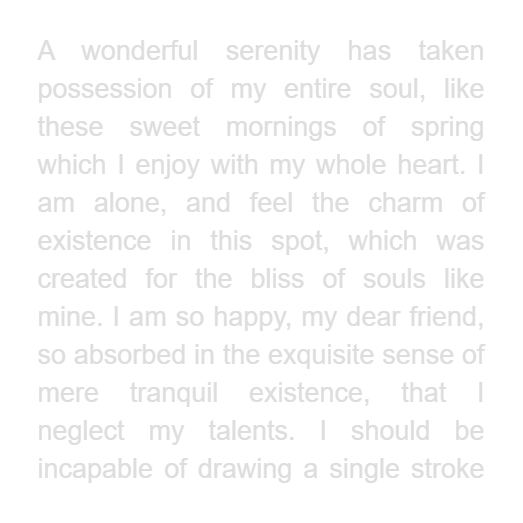 A wonderful serenity has taken
possession of my entire soul, like
these sweet mornings of spring
which I enjoy with my whole heart. I
am alone, and feel the charm of
existence in this spot, which was
created for the bliss of souls like
mine. I am so happy, my dear friend,
so absorbed in the exquisite sense of
mere tranquil existence, that I
neglect my talents. I should be
incapable of drawing a single stroke